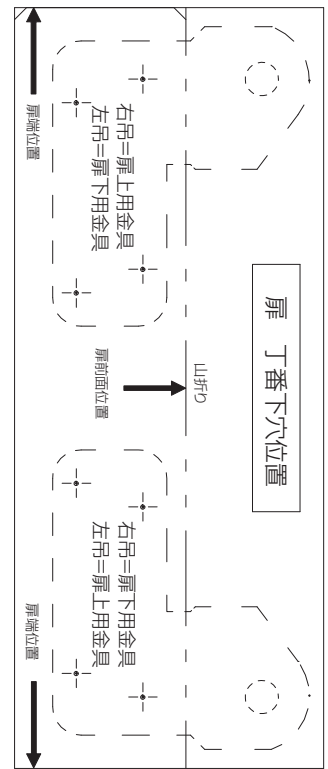 扉　丁番下穴位置
山折り
扉前面位置
右吊=扉上用金具
左吊=扉下用金具
扉端位置
右吊=扉下用金具
左吊=扉上用金具
扉端位置